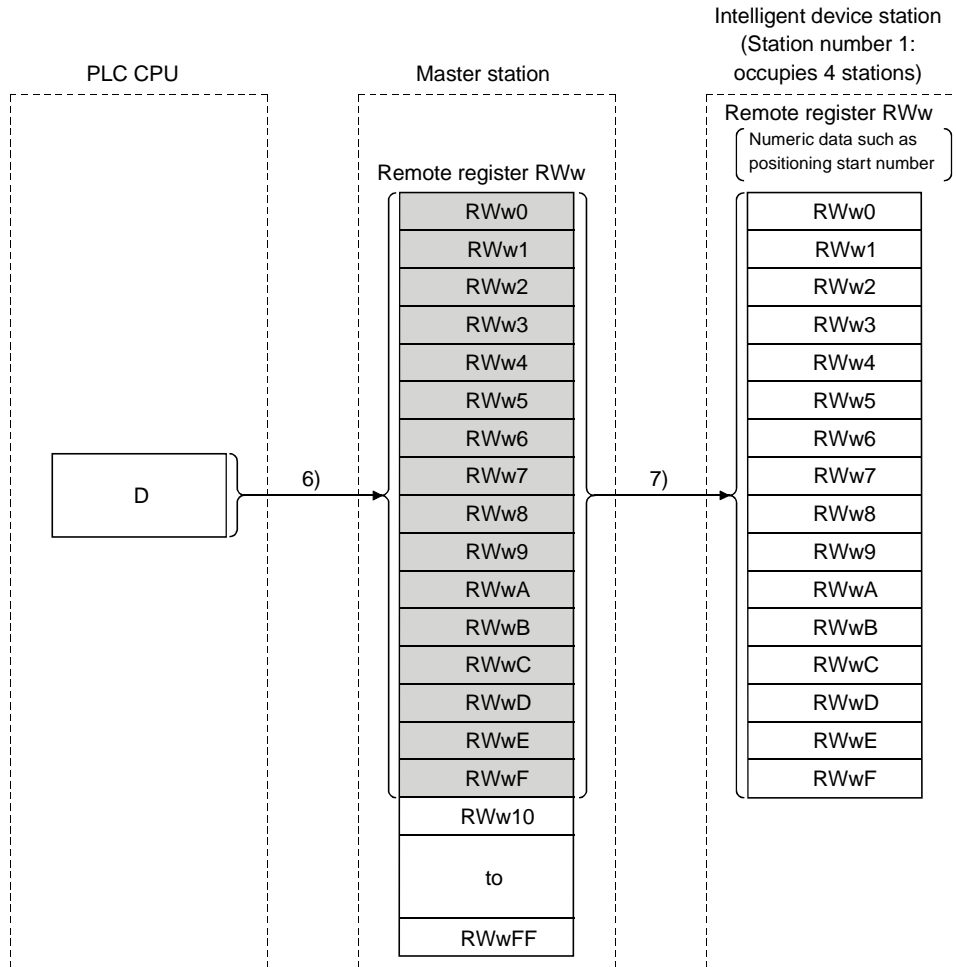 Intelligent device station
(Station number 1:
occupies 4 stations)
PLC CPU
Master station
Remote register RWw
Numeric data such as
positioning start number
Remote register RWw
RWw0
RWw1
RWw2
RWw3
RWw4
RWw5
RWw6
RWw7
RWw8
RWw9
RWwA
RWwB
RWwC
RWwD
RWwE
RWwF
RWw10
to
RWwFF
D
6)
7)
RWw0
RWw1
RWw2
RWw3
RWw4
RWw5
RWw6
RWw7
RWw8
RWw9
RWwA
RWwB
RWwC
RWwD
RWwE
RWwF